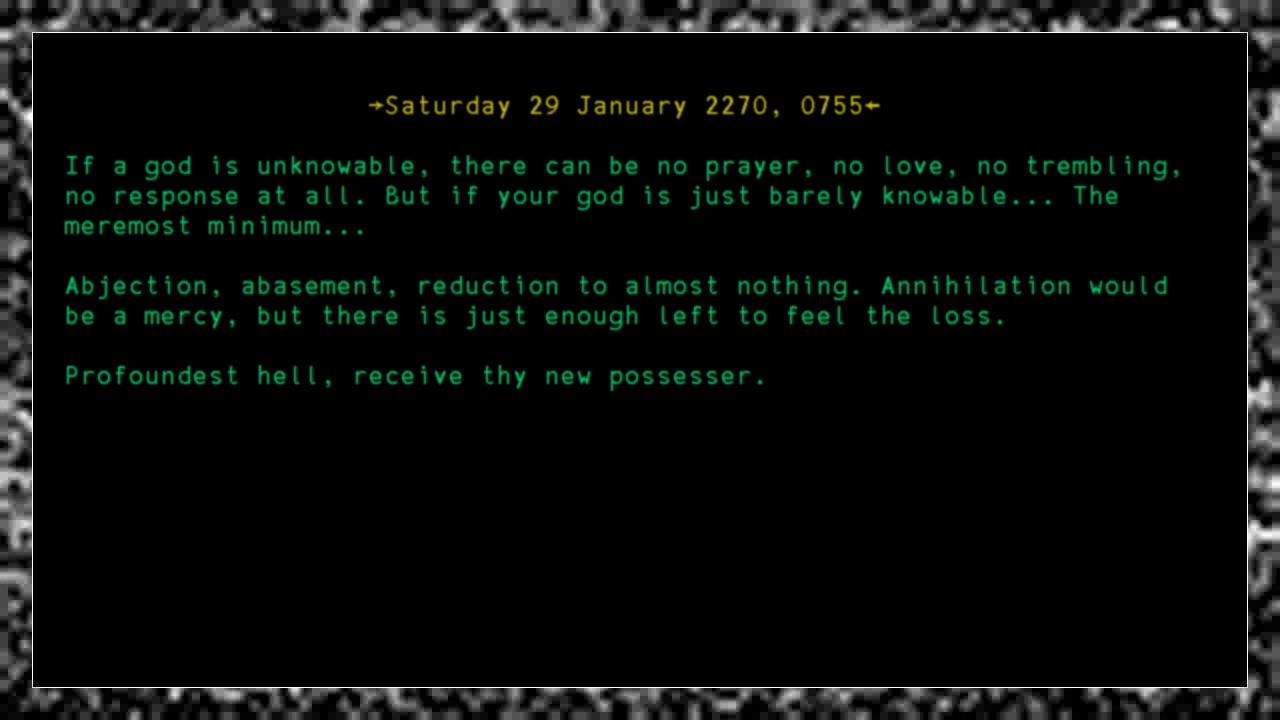 →Saturday 29 January 2270, 0755←
If a god is unknowable, there can be no prayer, no love, no trembling,
no response at all. But if your god is just barely knowable... The
meremost minimum...
Abjection, abasement, reduction to almost nothing. Annihilation would
be a mercy, but there is just enough left to feel the loss.
Profoundest hell, receive thy new possesser.